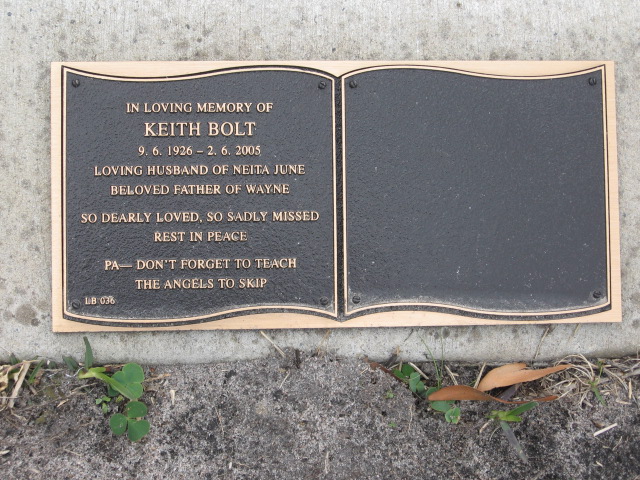 IN LOVING MEMORY OF
KEITH BOLT
9. 6. 1926 – 2. 6. 2005
LOVING HUSBAND OF NEITA JUNE
BELOVED FATHER OF WAYNE
SO DEARLY LOVED, SO SADLY MISSED
REST IN PEACE
PA— DON'T FORGET TO TEACH
THE ANGELS TO SKIP
LB 036